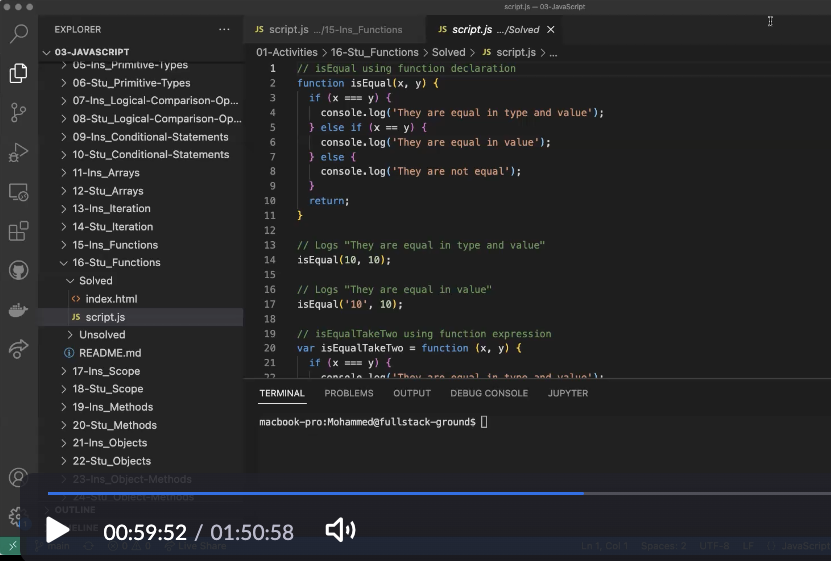 script.js — 03-JavaScript
EXPLORER
···
JS script.js .../15-Ins_Functions
JS script.js .../Solved ×
03-JAVASCRIPT
01-Activities > 16-Stu_Functions > Solved > JS script.js > ...
05-Ins_Primitive-Types
06-Stu_Primitive-Types
07-Ins_Logical-Comparison-Op...
08-Stu_Logical-Comparison-Op...
09-Ins_Conditional-Statements
10-Stu_Conditional-Statements
11-Ins_Arrays
12-Stu_Arrays
13-Ins_Iteration
14-Stu_Iteration
15-Ins_Functions
16-Stu_Functions
Solved
<> index.html
JS script.js
Unsolved
README.md
17-Ins_Scope
18-Stu_Scope
19-Ins_Methods
20-Stu_Methods
21-Ins_Objects
22-Stu_Objects
23-Ins_Object-Methods
24-Stu_Object-Methods
OUTLINE
1 // isEqual using function declaration
2 function isEqual(x, y) {
3 if (x === y) {
4 console.log('They are equal in type and value');
5 } else if (x == y) {
6 console.log('They are equal in value');
7 } else {
8 console.log('They are not equal');
9 }
10 return;
11 }
12
13 // Logs "They are equal in type and value"
14 isEqual(10, 10);
15
16 // Logs "They are equal in value"
17 isEqual('10', 10);
18
19 // isEqualTakeTwo using function expression
20 var isEqualTakeTwo = function (x, y) {
21 if (x === y) {
22 console.log('They are equal in type and value');
TERMINAL PROBLEMS OUTPUT DEBUG CONSOLE JUPYTER
macbook-pro:Mohammed@fullstack-ground$
00:59:52 / 01:50:58
main
Live Share
Ln 1, Col 1 Spaces: 2 UTF-8 LF JavaScript